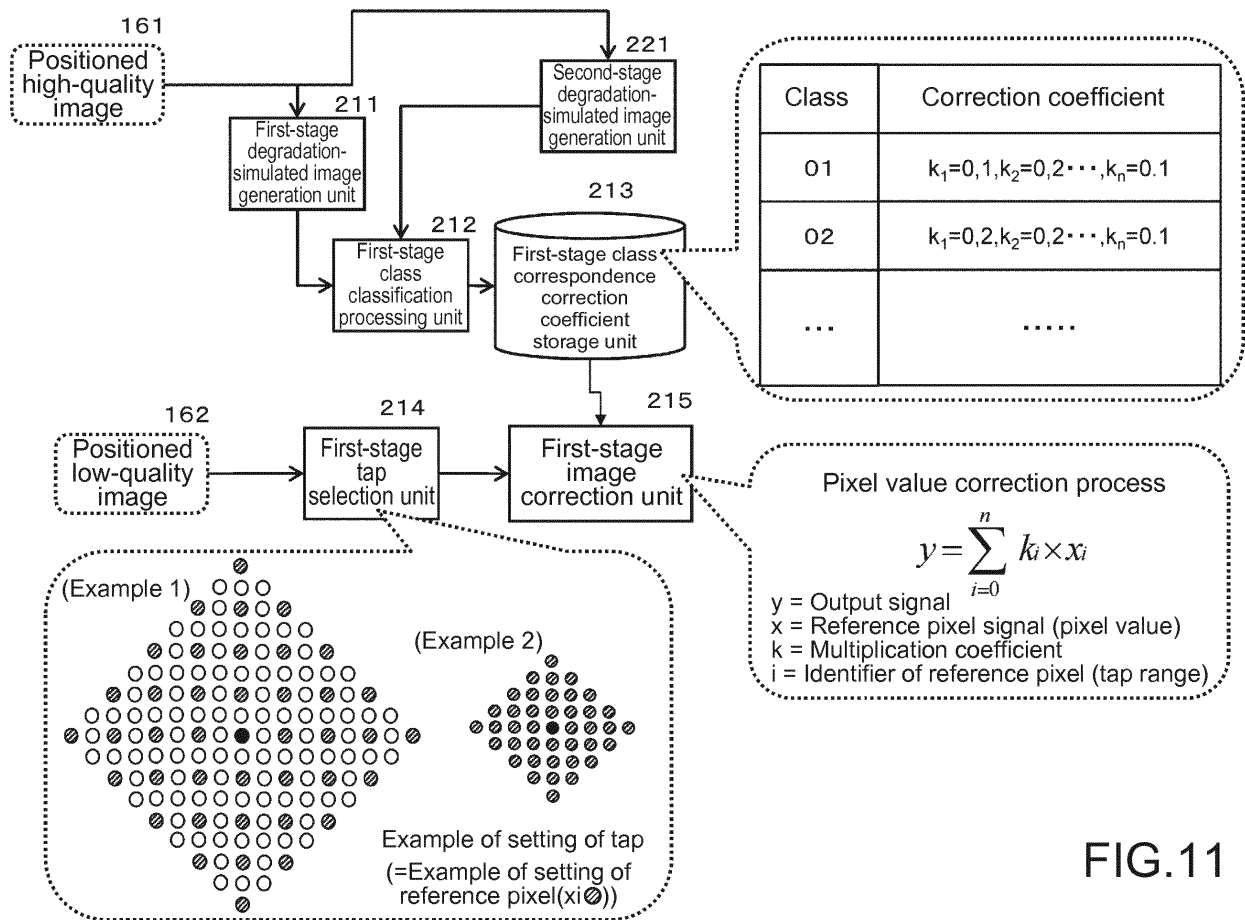 161
Positioned
high-quality
image
211
First-stage
degradation-
simulated image
generation unit
221
Second-stage
degradation-
simulated image
generation unit
212
First-stage
class
classification
processing unit
213
First-stage class
correspondence
correction
coefficient
storage unit
Class Correction coefficient
01 k₁=0,1,k₂=0,2···,kₙ=0.1
02 k₁=0,2,k₂=0,2···,kₙ=0.1
... .....
162
Positioned
low-quality
image
214
First-stage
tap
selection unit
215
First-stage
image
correction unit
Pixel value correction process
y = ∑ᵢ₌₀ⁿ kᵢ × xᵢ
y = Output signal
x = Reference pixel signal (pixel value)
k = Multiplication coefficient
i = Identifier of reference pixel (tap range)
(Example 1)
(Example 2)
Example of setting of tap
(=Example of setting of
reference pixel(xi))
FIG.11